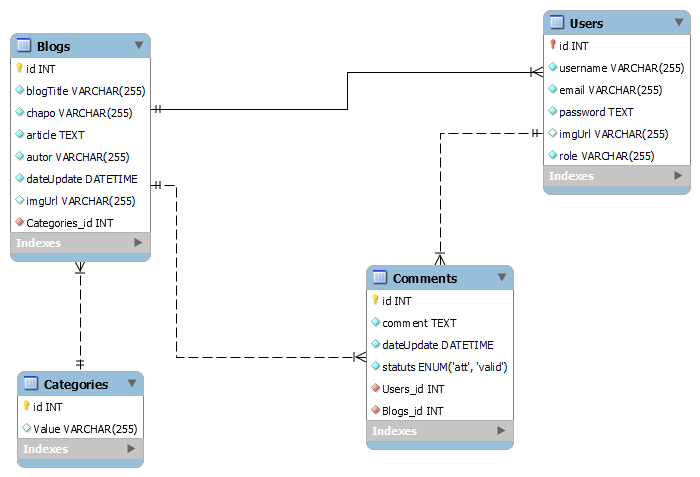 Blogs
id INT
blogTitle VARCHAR(255)
chapo VARCHAR(255)
article TEXT
autor VARCHAR(255)
dateUpdate DATETIME
imgUrl VARCHAR(255)
Categories_id INT
Indexes
Users
id INT
username VARCHAR(255)
email VARCHAR(255)
password TEXT
imgUrl VARCHAR(255)
role VARCHAR(255)
Indexes
Comments
id INT
comment TEXT
dateUpdate DATETIME
statuts ENUM('att', 'valid')
Users_id INT
Blogs_id INT
Indexes
Categories
id INT
Value VARCHAR(255)
Indexes